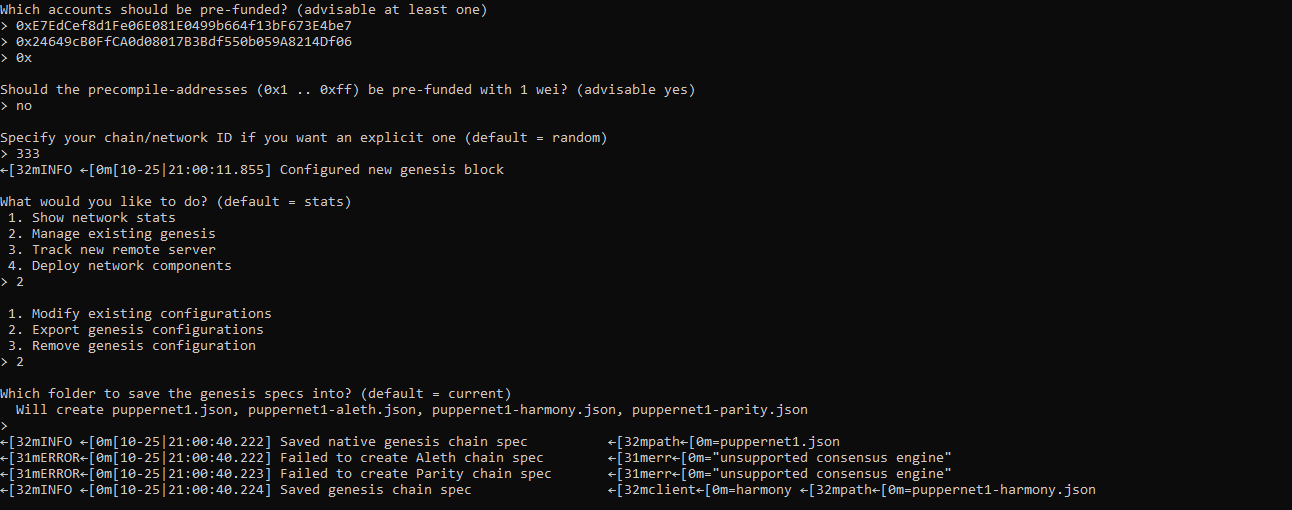 Which accounts should be pre-funded? (advisable at least one)
> 0xE7EdCef8d1Fe06E081E0499b664f13bF673E4be7
> 0x24649cB0FfCA0d08017B3Bdf550b059A8214Df06
> 0x
Should the precompile-addresses (0x1 .. 0xff) be pre-funded with 1 wei? (advisable yes)
> no
Specify your chain/network ID if you want an explicit one (default = random)
> 333
←[32mINFO ←[0m[10-25|21:00:11.855] Configured new genesis block
What would you like to do? (default = stats)
 1. Show network stats
 2. Manage existing genesis
 3. Track new remote server
 4. Deploy network components
> 2
 1. Modify existing configurations
 2. Export genesis configurations
 3. Remove genesis configuration
> 2
Which folder to save the genesis specs into? (default = current)
  Will create puppernet1.json, puppernet1-aleth.json, puppernet1-harmony.json, puppernet1-parity.json
>
←[32mINFO ←[0m[10-25|21:00:40.222] Saved native genesis chain spec          ←[32mpath←[0m=puppernet1.json
←[31mERROR←[0m[10-25|21:00:40.222] Failed to create Aleth chain spec        ←[31merr←[0m="unsupported consensus engine"
←[31mERROR←[0m[10-25|21:00:40.223] Failed to create Parity chain spec       ←[31merr←[0m="unsupported consensus engine"
←[32mINFO ←[0m[10-25|21:00:40.224] Saved genesis chain spec                 ←[32mclient←[0m=harmony ←[32mpath←[0m=puppernet1-harmony.json